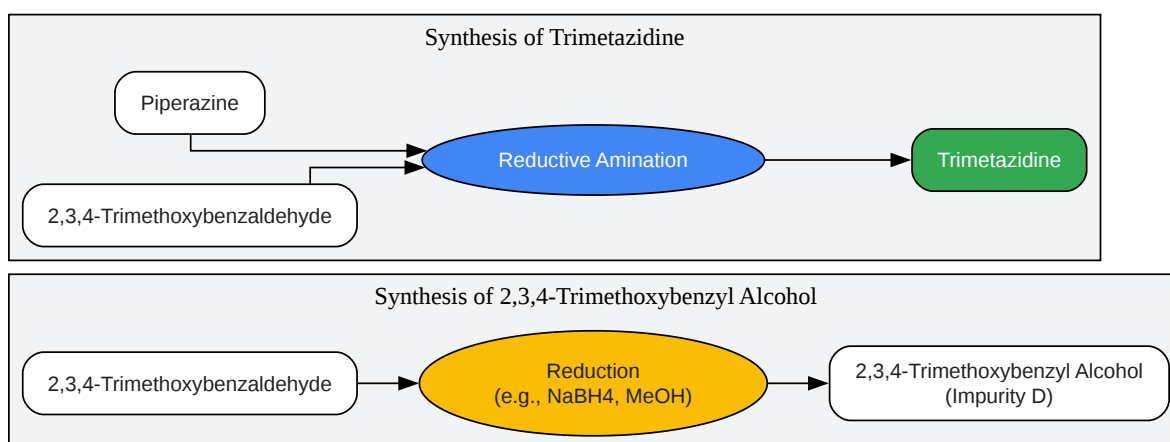 Synthesis of Trimetazidine
Piperazine
2,3,4-Trimethoxybenzaldehyde
Reductive Amination
Trimetazidine
Synthesis of 2,3,4-Trimethoxybenzyl Alcohol
2,3,4-Trimethoxybenzaldehyde
Reduction
(e.g., NaBH4, MeOH)
2,3,4-Trimethoxybenzyl Alcohol
(Impurity D)